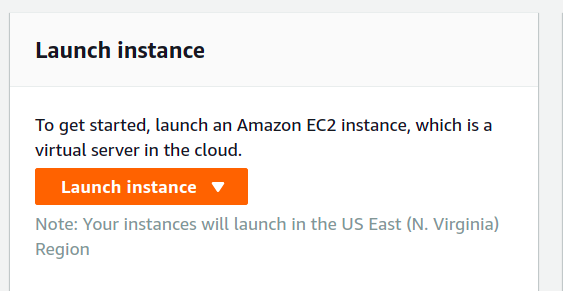 Launch instance
To get started, launch an Amazon EC2 instance, which is a
virtual server in the cloud.
Launch instance
Note: Your instances will launch in the US East (N. Virginia)
Region